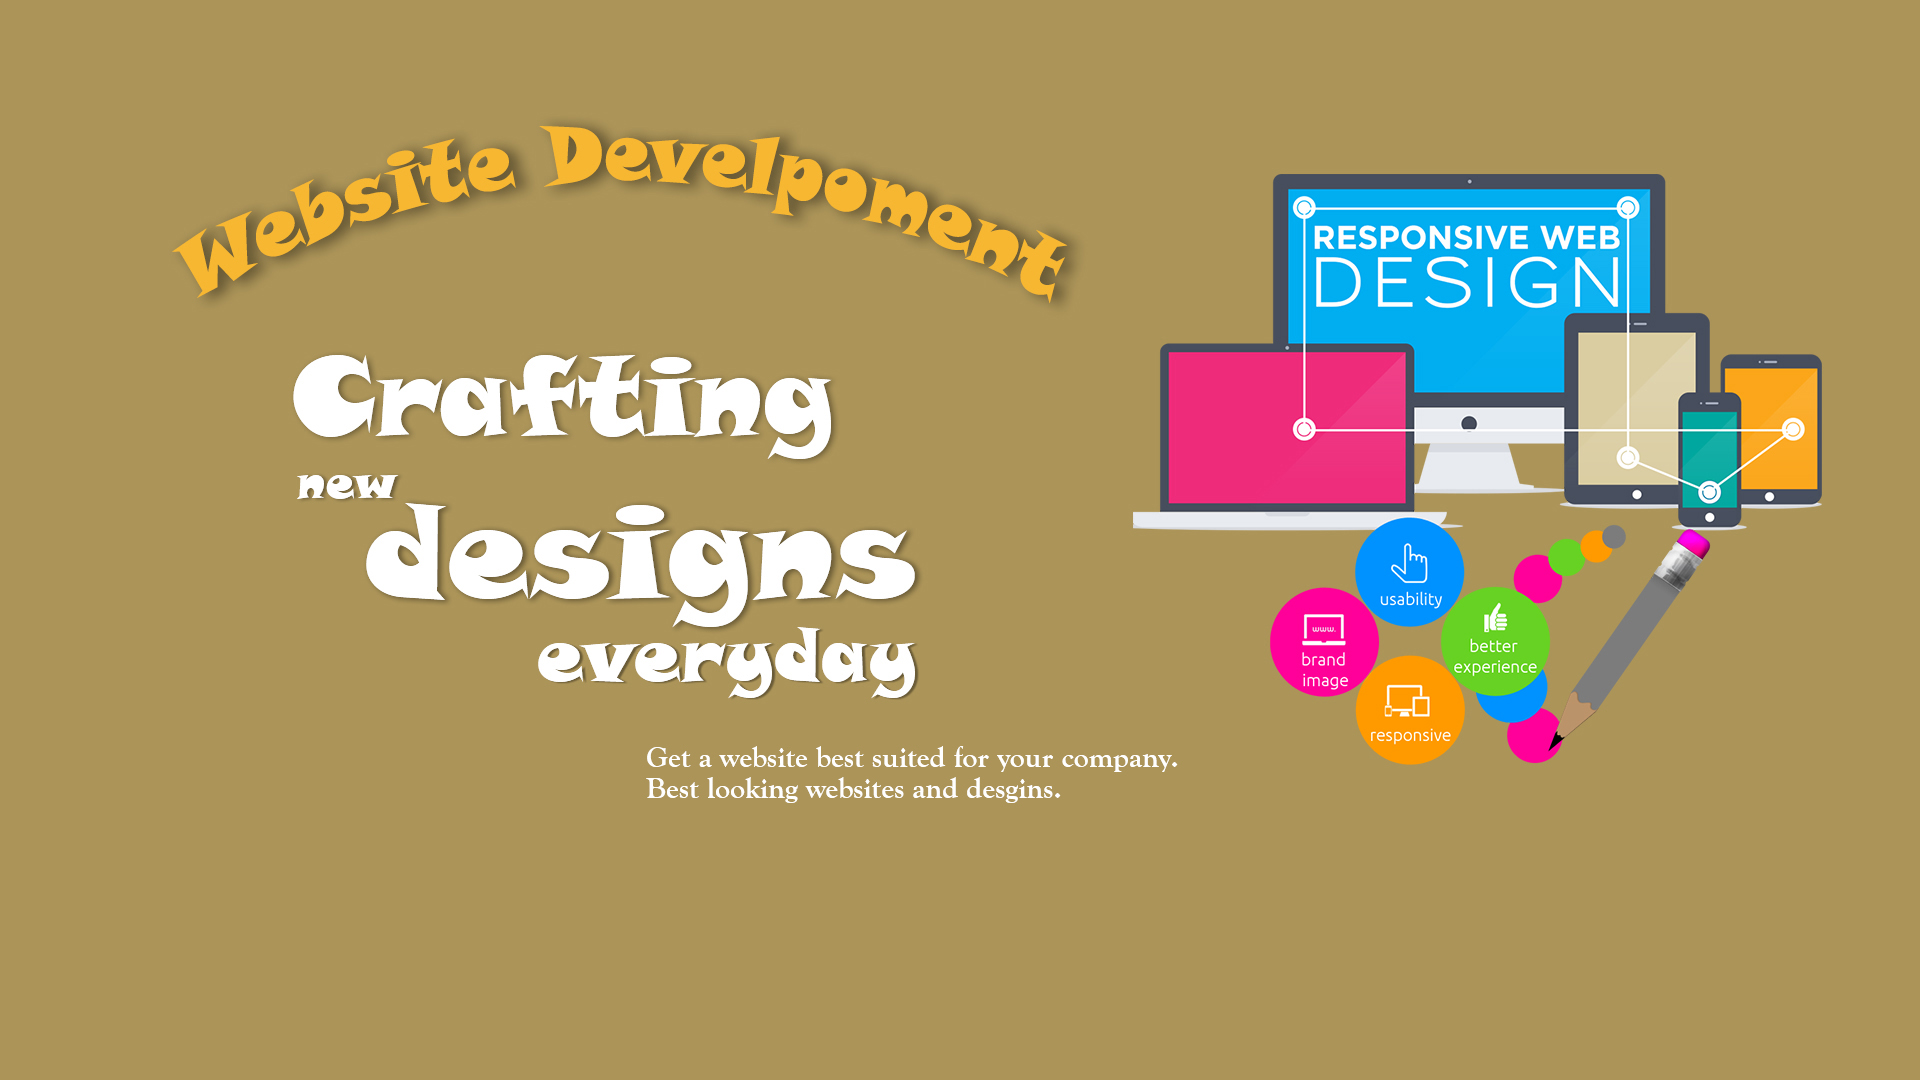 Website Develpoment
Crafting
new
designs
everyday
Get a website best suited for your company.
Best looking websites and desgins.
RESPONSIVE WEB
DESIGN
usability
www.
brand
image
better
experience
responsive